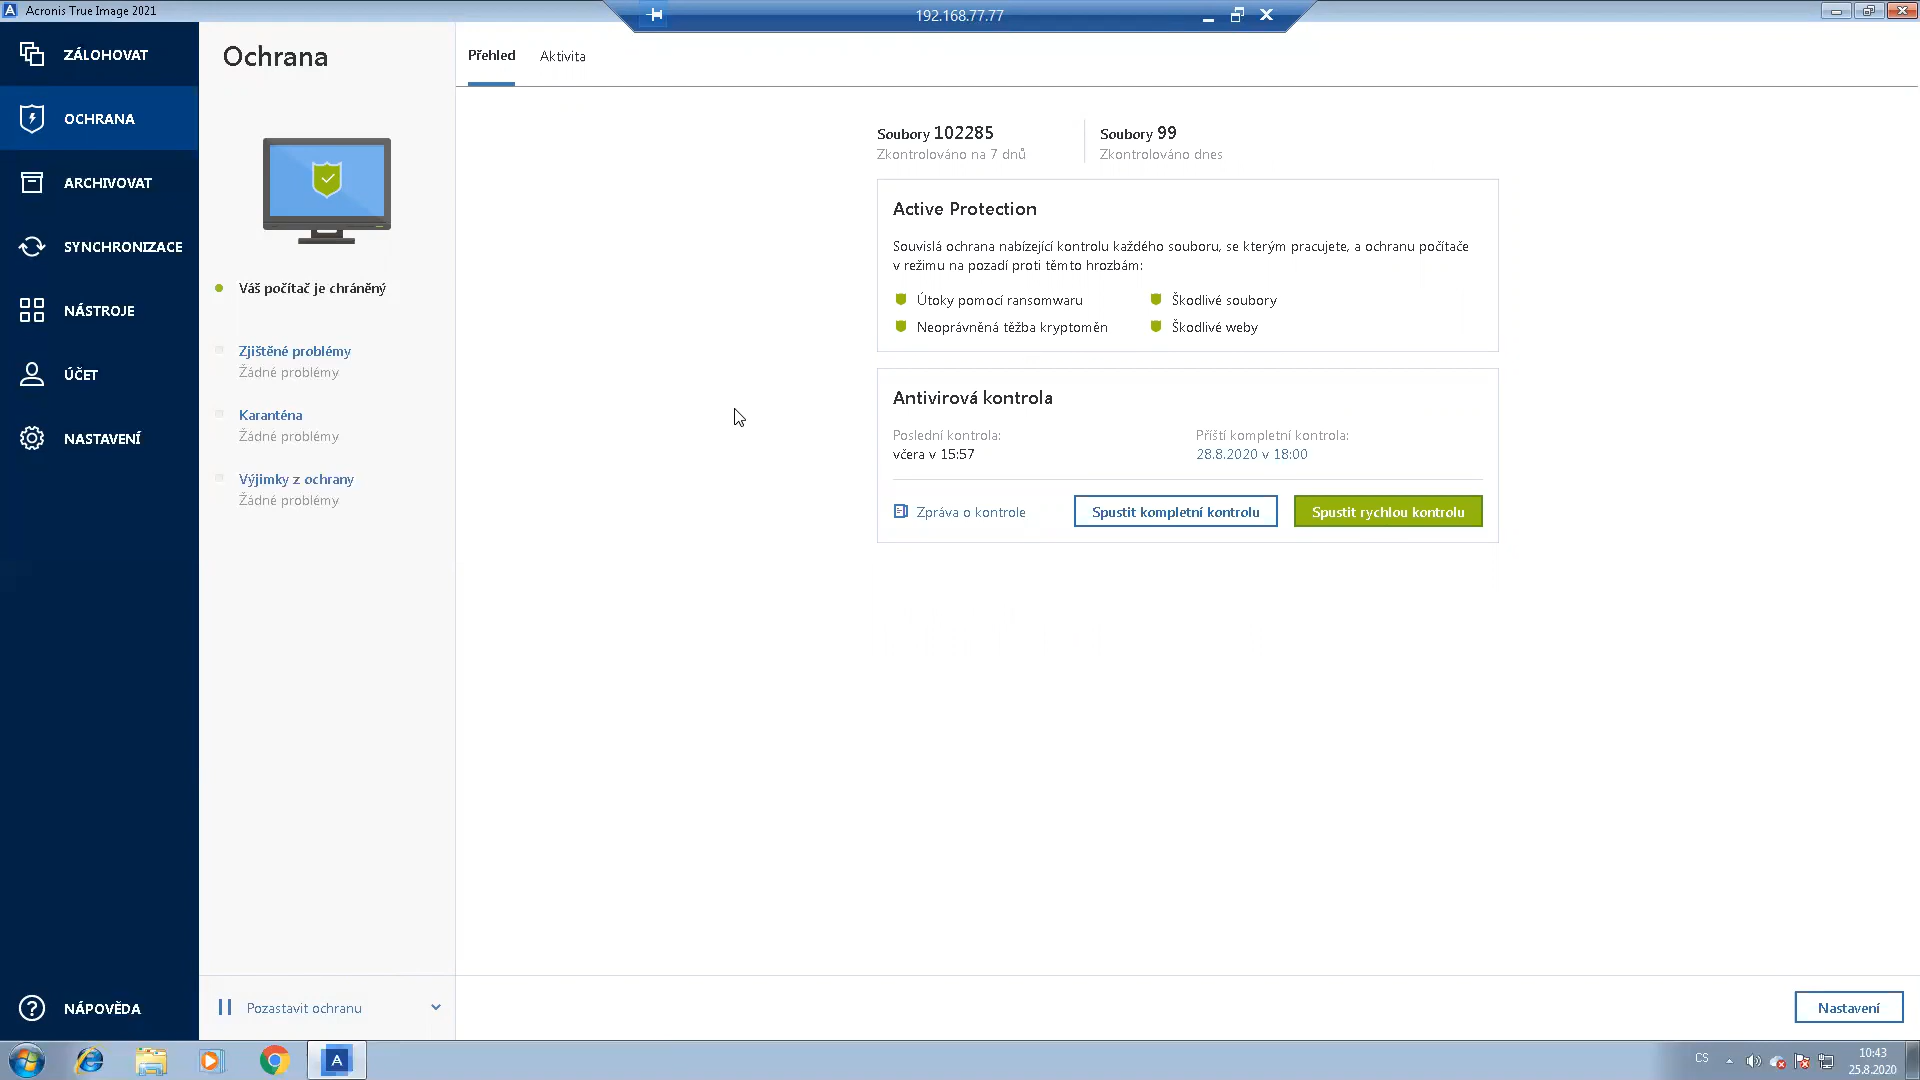 Acronis True Image 2021
192.168.77.77
ZÁLOHOVAT
OCHRANA
ARCHIVOVAT
SYNCHRONIZACE
NÁSTROJE
ÚČET
NASTAVENÍ
NÁPOVĚDA
Ochrana
Váš počítač je chráněný
Zjištěné problémy
Žádné problémy
Karanténa
Žádné problémy
Výjimky z ochrany
Žádné problémy
Pozastavit ochranu
Přehled Aktivita
Soubory 102285
Zkontrolováno na 7 dnů
Soubory 99
Zkontrolováno dnes
Active Protection
Souvislá ochrana nabízející kontrolu každého souboru, se kterým pracujete, a ochranu počítače
v režimu na pozadí proti těmto hrozbám:
Útoky pomocí ransomwaru
Škodlivé soubory
Neoprávněná těžba kryptoměn
Škodlivé weby
Antivirová kontrola
Poslední kontrola:
včera v 15:57
Příští kompletní kontrola:
28.8.2020 v 18:00
Zpráva o kontrole
Spustit kompletní kontrolu
Spustit rychlou kontrolu
Nastavení
CS
10:43
25.8.2020